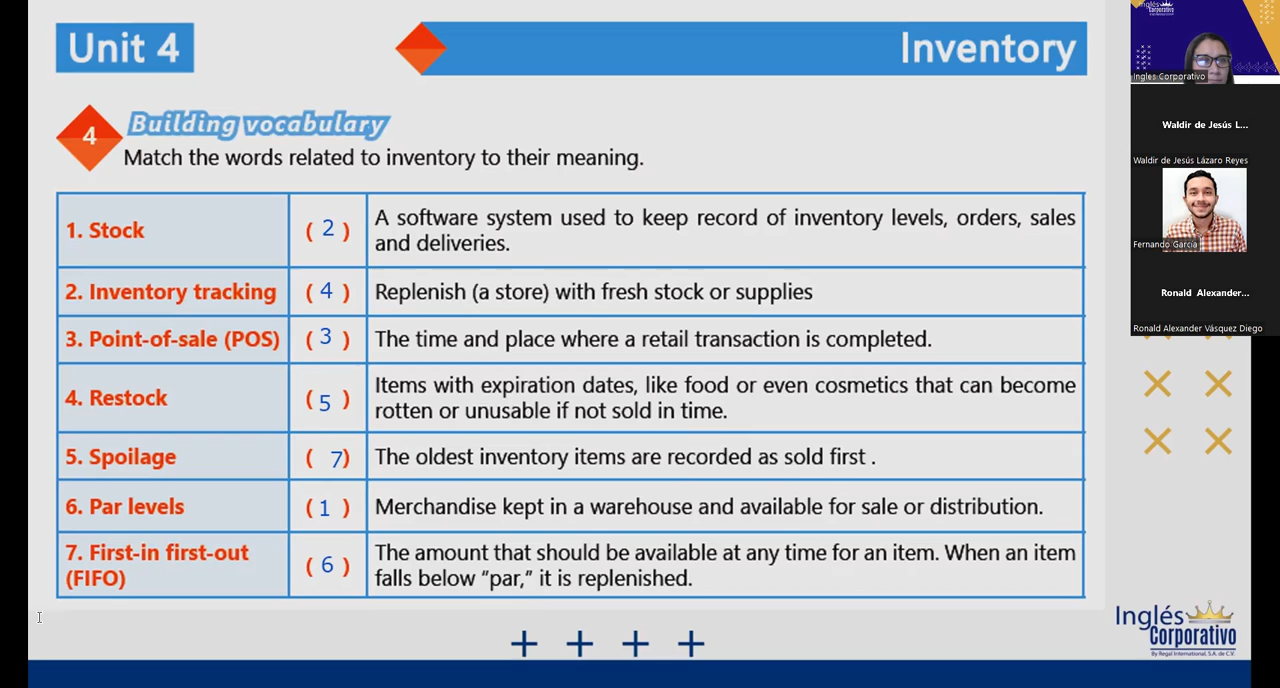 Unit 4
Inventory
4
Building vocabulary
Match the words related to inventory to their meaning.
1. Stock
( 2 )
A software system used to keep record of inventory levels, orders, sales
and deliveries.
2. Inventory tracking
( 4 )
Replenish (a store) with fresh stock or supplies
3. Point-of-sale (POS)
( 3 )
The time and place where a retail transaction is completed.
4. Restock
( 5 )
Items with expiration dates, like food or even cosmetics that can become
rotten or unusable if not sold in time.
5. Spoilage
( 7)
The oldest inventory items are recorded as sold first .
6. Par levels
( 1 )
Merchandise kept in a warehouse and available for sale or distribution.
7. First-in first-out
(FIFO)
( 6 )
The amount that should be available at any time for an item. When an item
falls below “par,” it is replenished.
Inglés
Corporativo
By Regal International, S.A. de C.V.
Inglés
Corporativo
Ingles Corporativo
Waldir de Jesús L...
Waldir de Jesús Lázaro Reyes
Fernando García
Ronald Alexander...
Ronald Alexander Vásquez Diego